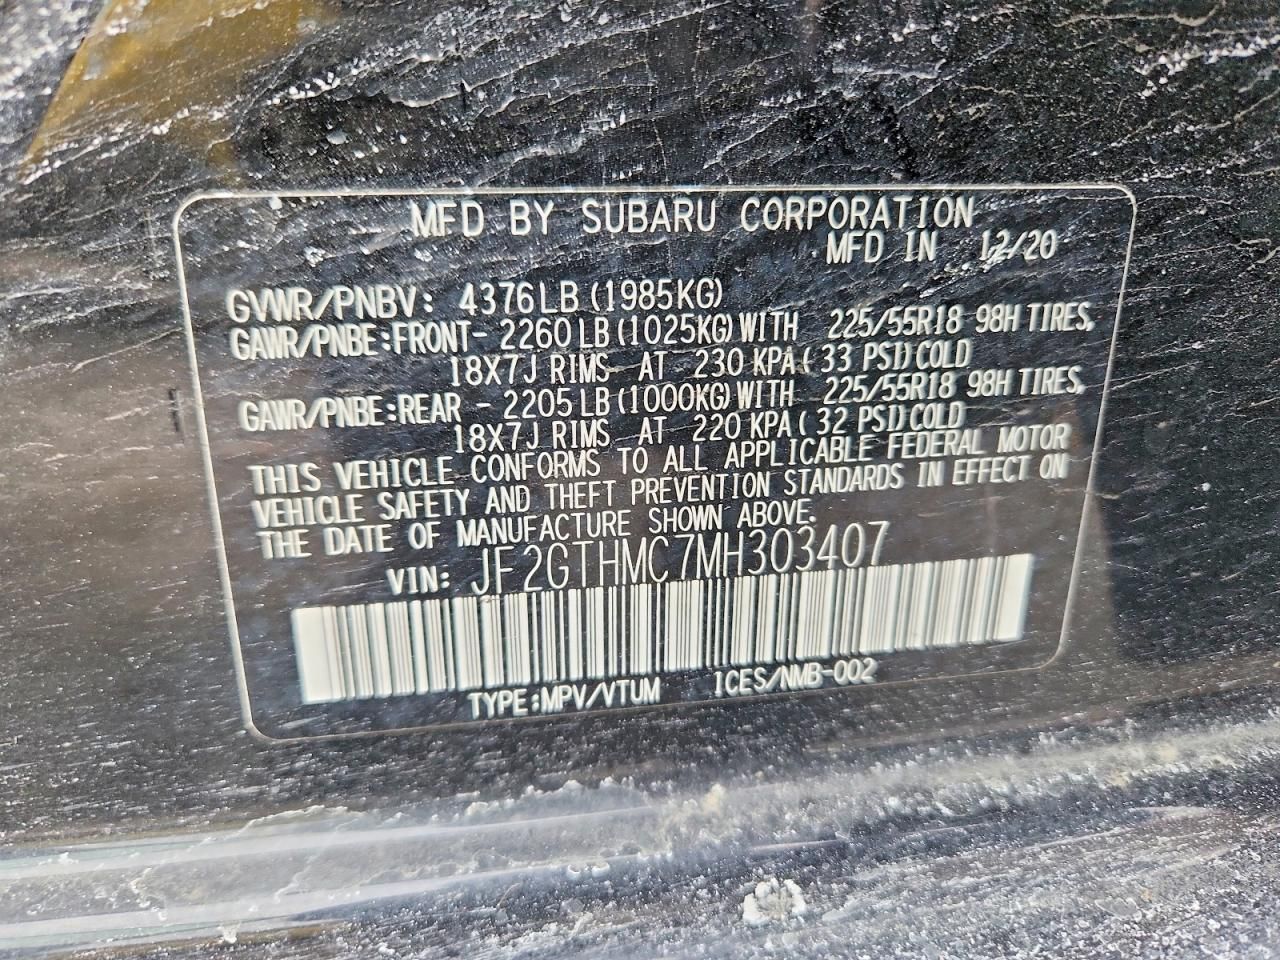 MFD BY SUBARU CORPORATION
MFD IN 12/20
GVWR/PNBV: 4376LB (1985KG)
GAWR/PNBE:FRONT- 2260 LB (1025KG) WITH 225/55R18 98H TIRES,
18X7J RIMS AT 230 KPA ( 33 PSI) COLD
GAWR/PNBE:REAR - 2205 LB (1000KG) WITH 225/55R18 98H TIRES,
18X7J RIMS AT 220 KPA ( 32 PSI) COLD
THIS VEHICLE CONFORMS TO ALL APPLICABLE FEDERAL MOTOR
VEHICLE SAFETY AND THEFT PREVENTION STANDARDS IN EFFECT ON
THE DATE OF MANUFACTURE SHOWN ABOVE.
VIN: JF2GTHMC7MH303407
TYPE:MPV/VTUM ICES/NMB-002